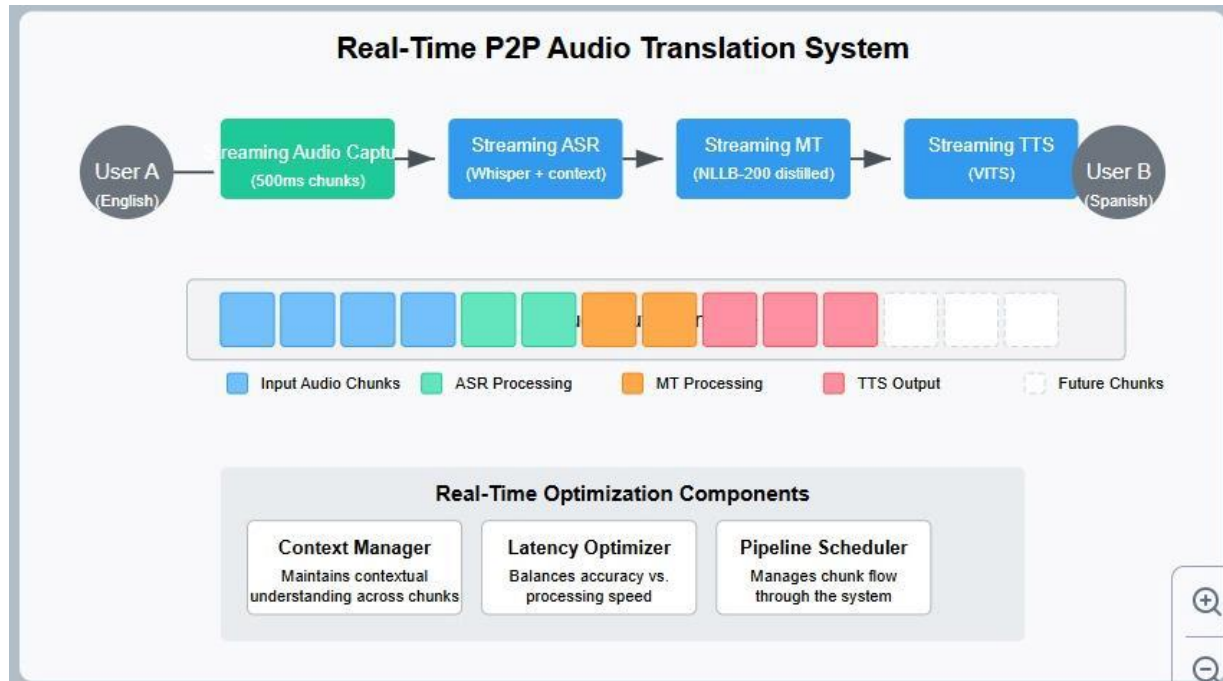 Real-Time P2P Audio Translation System
User A
(English)
Streaming Audio Captu
(500ms chunks)
Streaming ASR
(Whisper + context)
Streaming MT
(NLLB-200 distilled)
Streaming TTS
(VITS)
User B
(Spanish)
Input Audio Chunks
ASR Processing
MT Processing
TTS Output
Future Chunks
Real-Time Optimization Components
Context Manager
Maintains contextual
understanding across chunks
Latency Optimizer
Balances accuracy vs.
processing speed
Pipeline Scheduler
Manages chunk flow
through the system